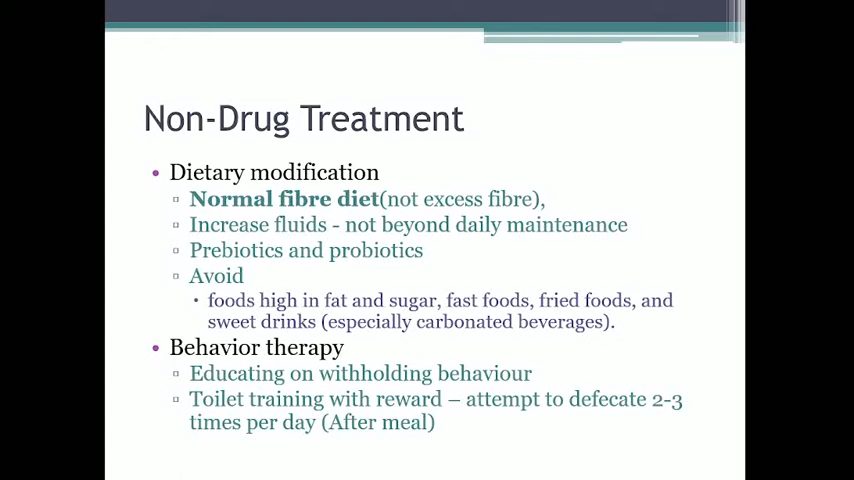 Non-Drug Treatment
• Dietary modification
▫ Normal fibre diet(not excess fibre),
▫ Increase fluids - not beyond daily maintenance
▫ Prebiotics and probiotics
▫ Avoid
• foods high in fat and sugar, fast foods, fried foods, and
sweet drinks (especially carbonated beverages).
• Behavior therapy
▫ Educating on withholding behaviour
▫ Toilet training with reward – attempt to defecate 2-3
times per day (After meal)